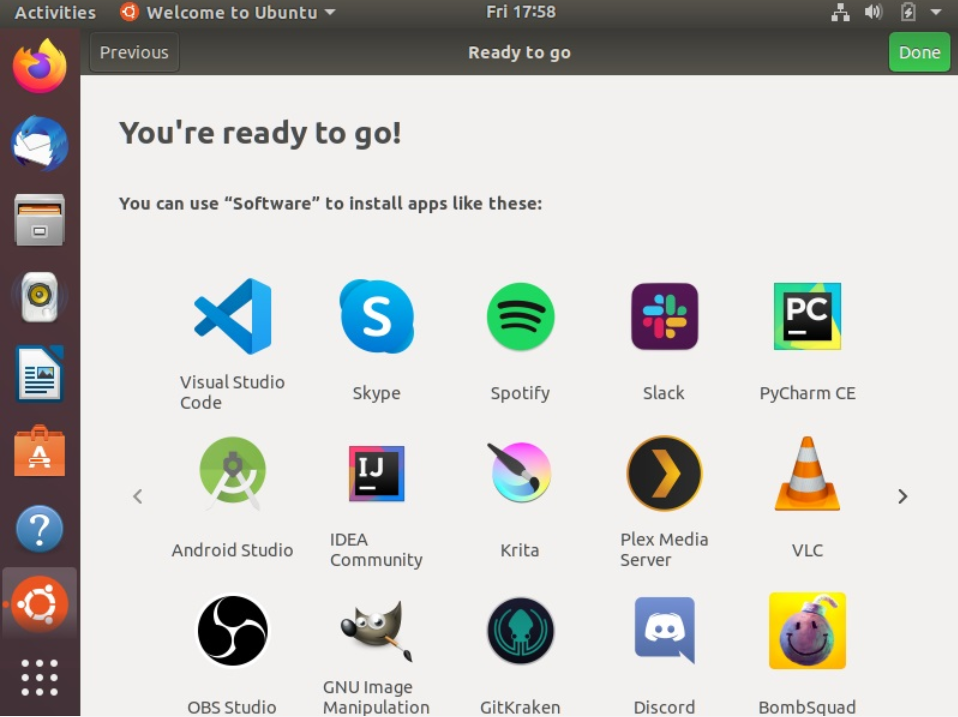 Activities Welcome to Ubuntu Fri 17:58
Previous Ready to go Done
You're ready to go!
You can use “Software” to install apps like these:
S
PC
Visual Studio
Code
Skype
Spotify
Slack
PyCharm CE
IJ
Android Studio
IDEA
Community
Krita
Plex Media
Server
VLC
OBS Studio
GNU Image
Manipulation
GitKraken
Discord
BombSquad